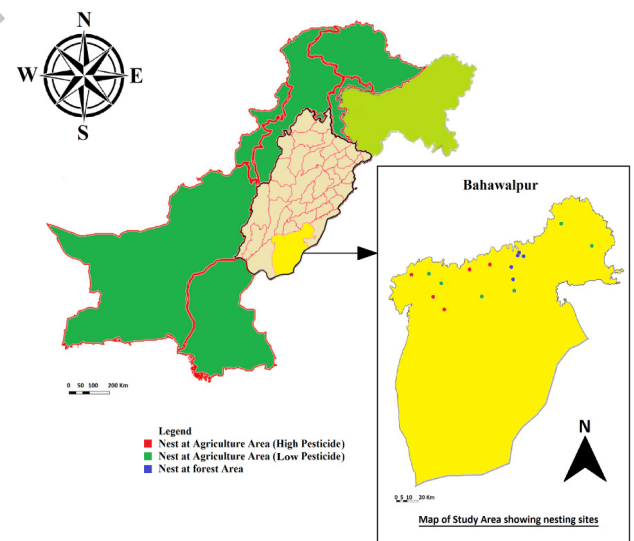 N
W
E
S
Bahawalpur
0 50 100 200 Km
Legend
Nest at Agriculture Area (High Pesticide)
Nest at Agriculture Area (Low Pesticide)
Nest at forest Area
N
0 5 10 20 Km
Map of Study Area showing nesting sites